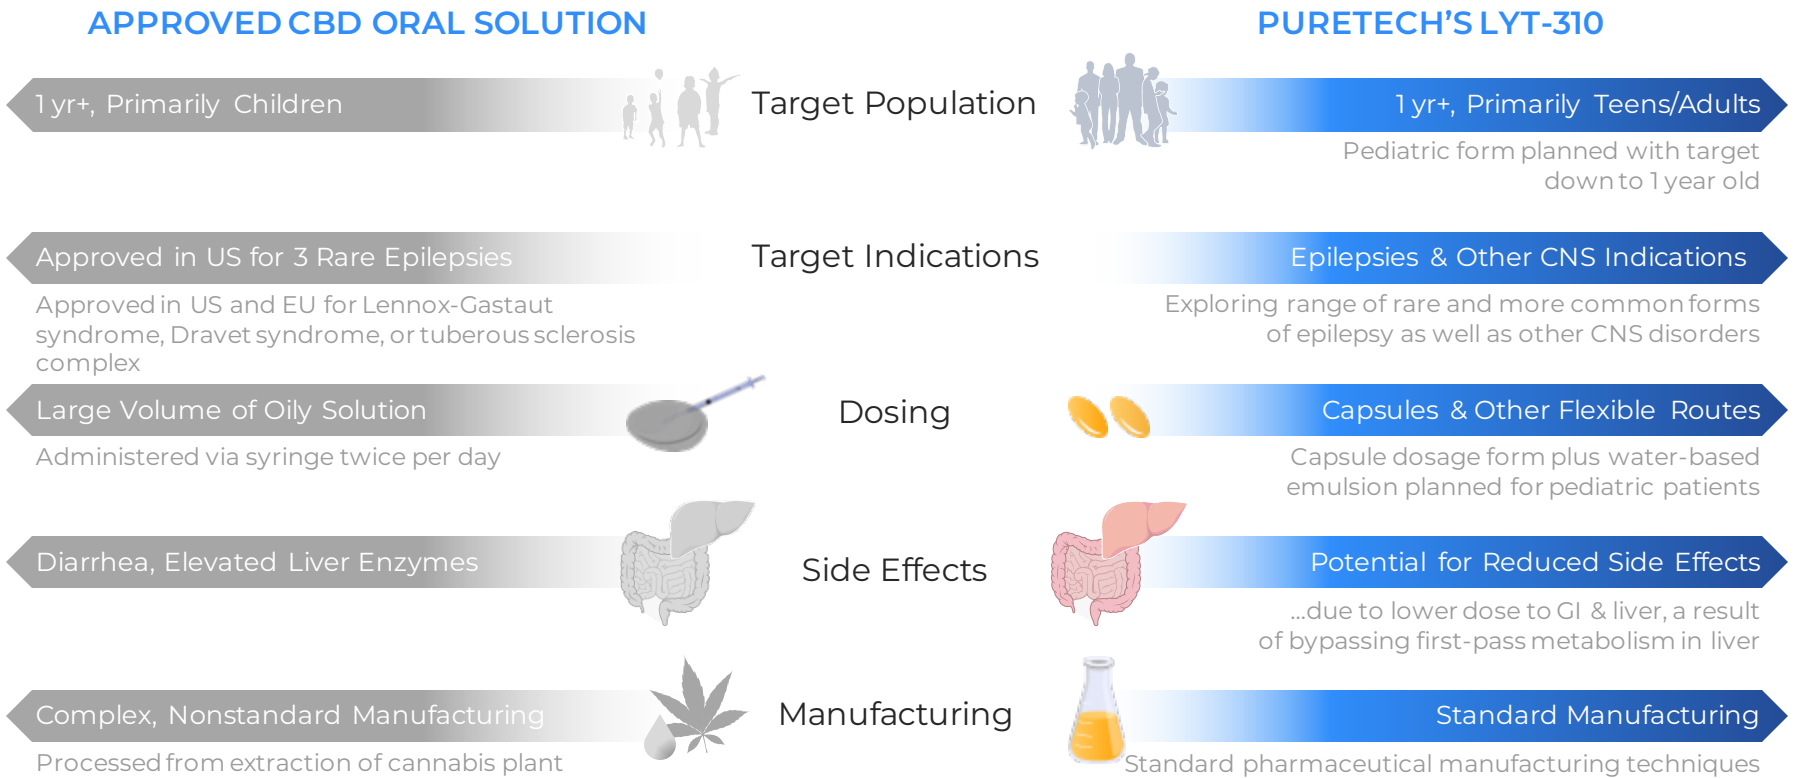 APPROVED CBD ORAL SOLUTION
PURETECH’S LYT-310
1 yr+, Primarily Children
Target Population
1 yr+, Primarily Teens/Adults
Pediatric form planned with target
down to 1 year old
Approved in US for 3 Rare Epilepsies
Target Indications
Epilepsies & Other CNS Indications
Approved in US and EU for Lennox-Gastaut
syndrome, Dravet syndrome, or tuberous sclerosis
complex
Exploring range of rare and more common forms
of epilepsy as well as other CNS disorders
Large Volume of Oily Solution
Dosing
Capsules & Other Flexible Routes
Administered via syringe twice per day
Capsule dosage form plus water-based
emulsion planned for pediatric patients
Diarrhea, Elevated Liver Enzymes
Side Effects
Potential for Reduced Side Effects
...due to lower dose to GI & liver, a result
of bypassing first-pass metabolism in liver
Complex, Nonstandard Manufacturing
Manufacturing
Standard Manufacturing
Processed from extraction of cannabis plant
Standard pharmaceutical manufacturing techniques